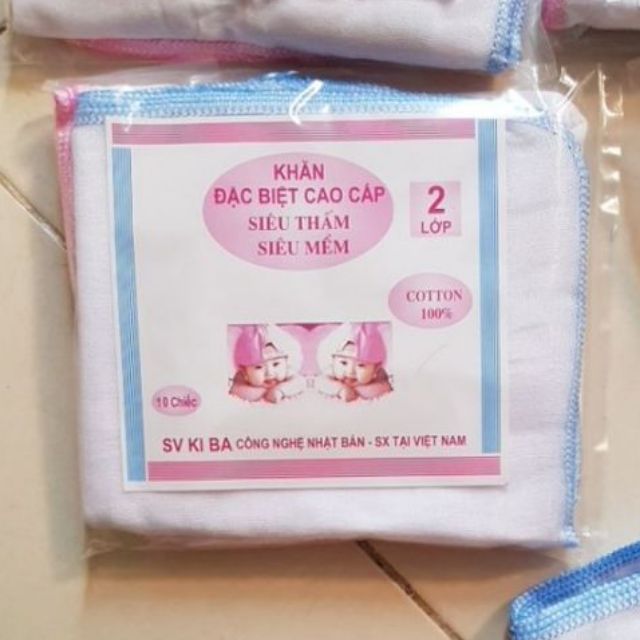 KHĂN
ĐẶC BIỆT CAO CẤP
SIÊU THẤM
SIÊU MỀM
2
LỚP
COTTON
100%
10 Chiếc
SV KI BA CÔNG NGHỆ NHẬT BẢN - SX TẠI VIỆT NAM